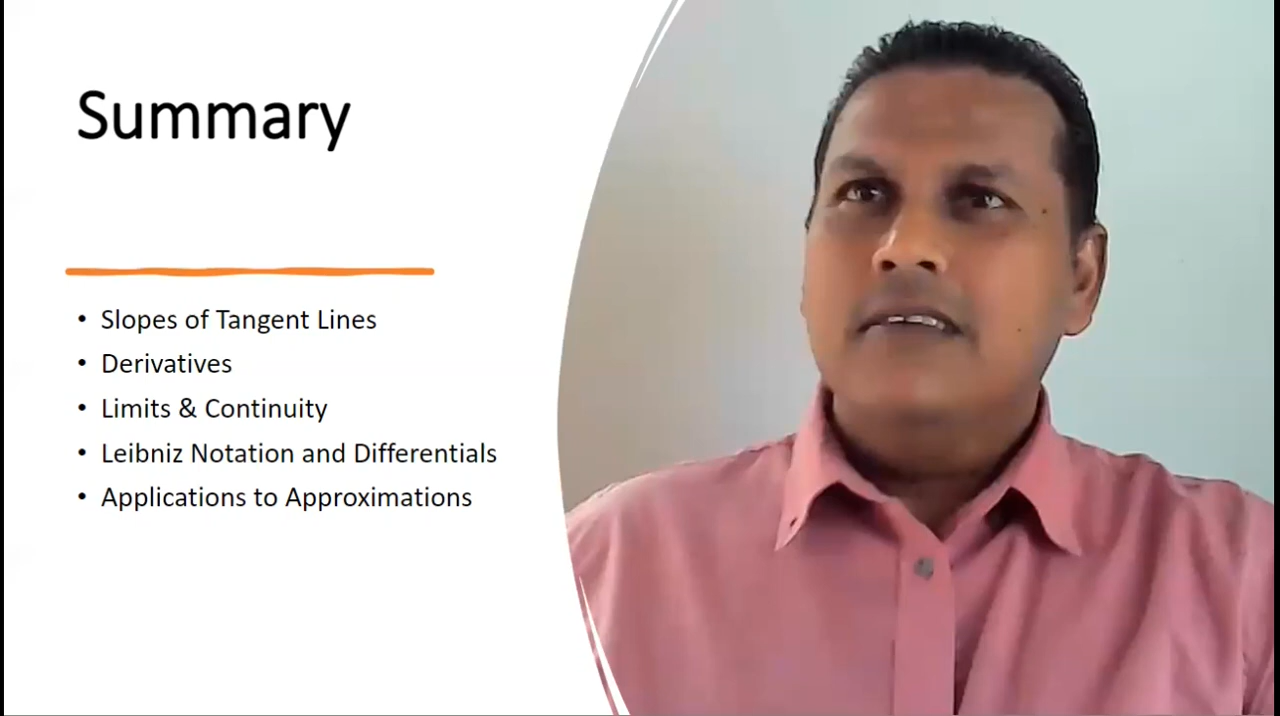 Summary
• Slopes of Tangent Lines
• Derivatives
• Limits & Continuity
• Leibniz Notation and Differentials
• Applications to Approximations